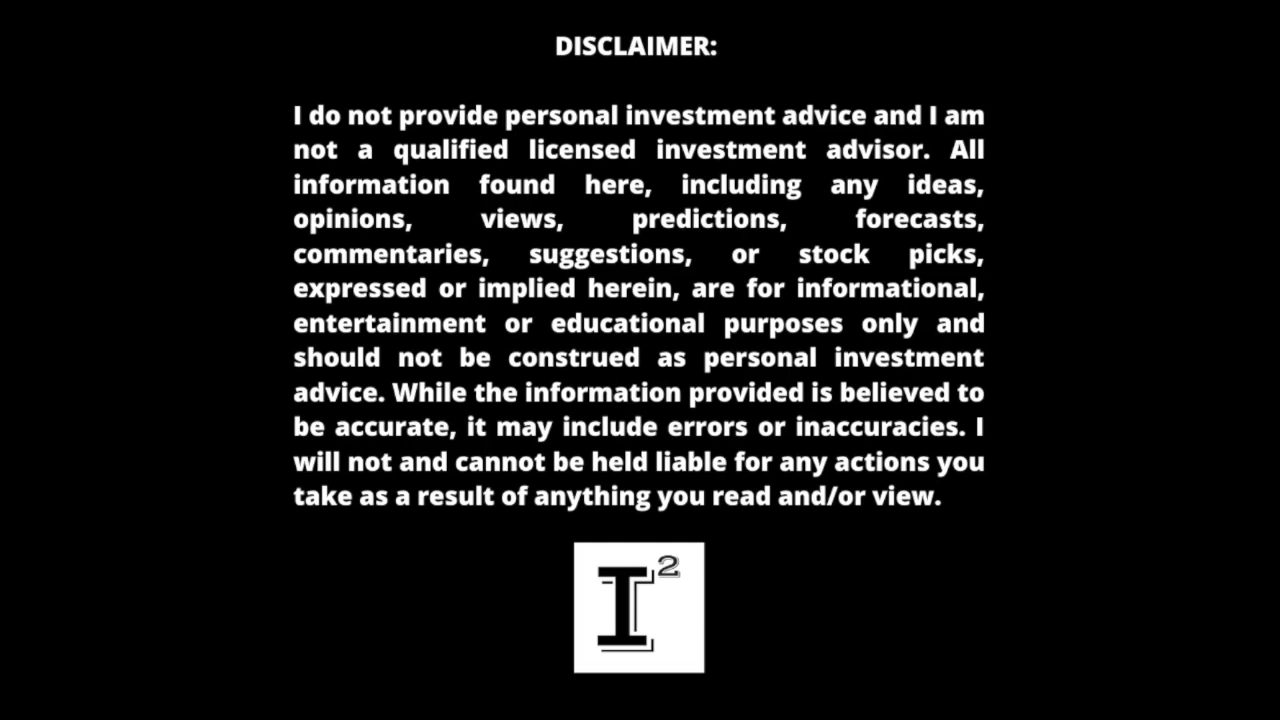 DISCLAIMER:
I do not provide personal investment advice and I am
not a qualified licensed investment advisor. All
information found here, including any ideas,
opinions, views, predictions, forecasts,
commentaries, suggestions, or stock picks,
expressed or implied herein, are for informational,
entertainment or educational purposes only and
should not be construed as personal investment
advice. While the information provided is believed to
be accurate, it may include errors or inaccuracies. I
will not and cannot be held liable for any actions you
take as a result of anything you read and/or view.
I²